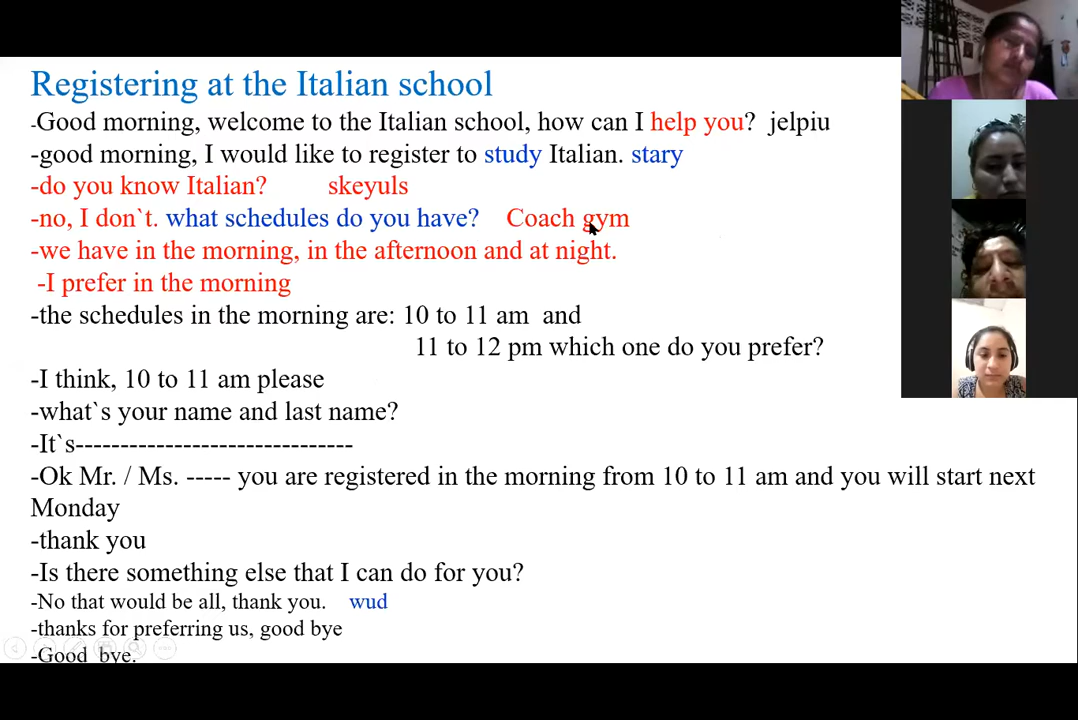 Registering at the Italian school
-Good morning, welcome to the Italian school, how can I help you? jelpiu
-good morning, I would like to register to study Italian. stary
-do you know Italian? skeyuls
-no, I don`t. what schedules do you have? Coach gym
-we have in the morning, in the afternoon and at night.
-I prefer in the morning
-the schedules in the morning are: 10 to 11 am and
11 to 12 pm which one do you prefer?
-I think, 10 to 11 am please
-what`s your name and last name?
-It`s-------------------------------
-Ok Mr. / Ms. ----- you are registered in the morning from 10 to 11 am and you will start next
Monday
-thank you
-Is there something else that I can do for you?
-No that would be all, thank you. wud
-thanks for preferring us, good bye
-Good bye.